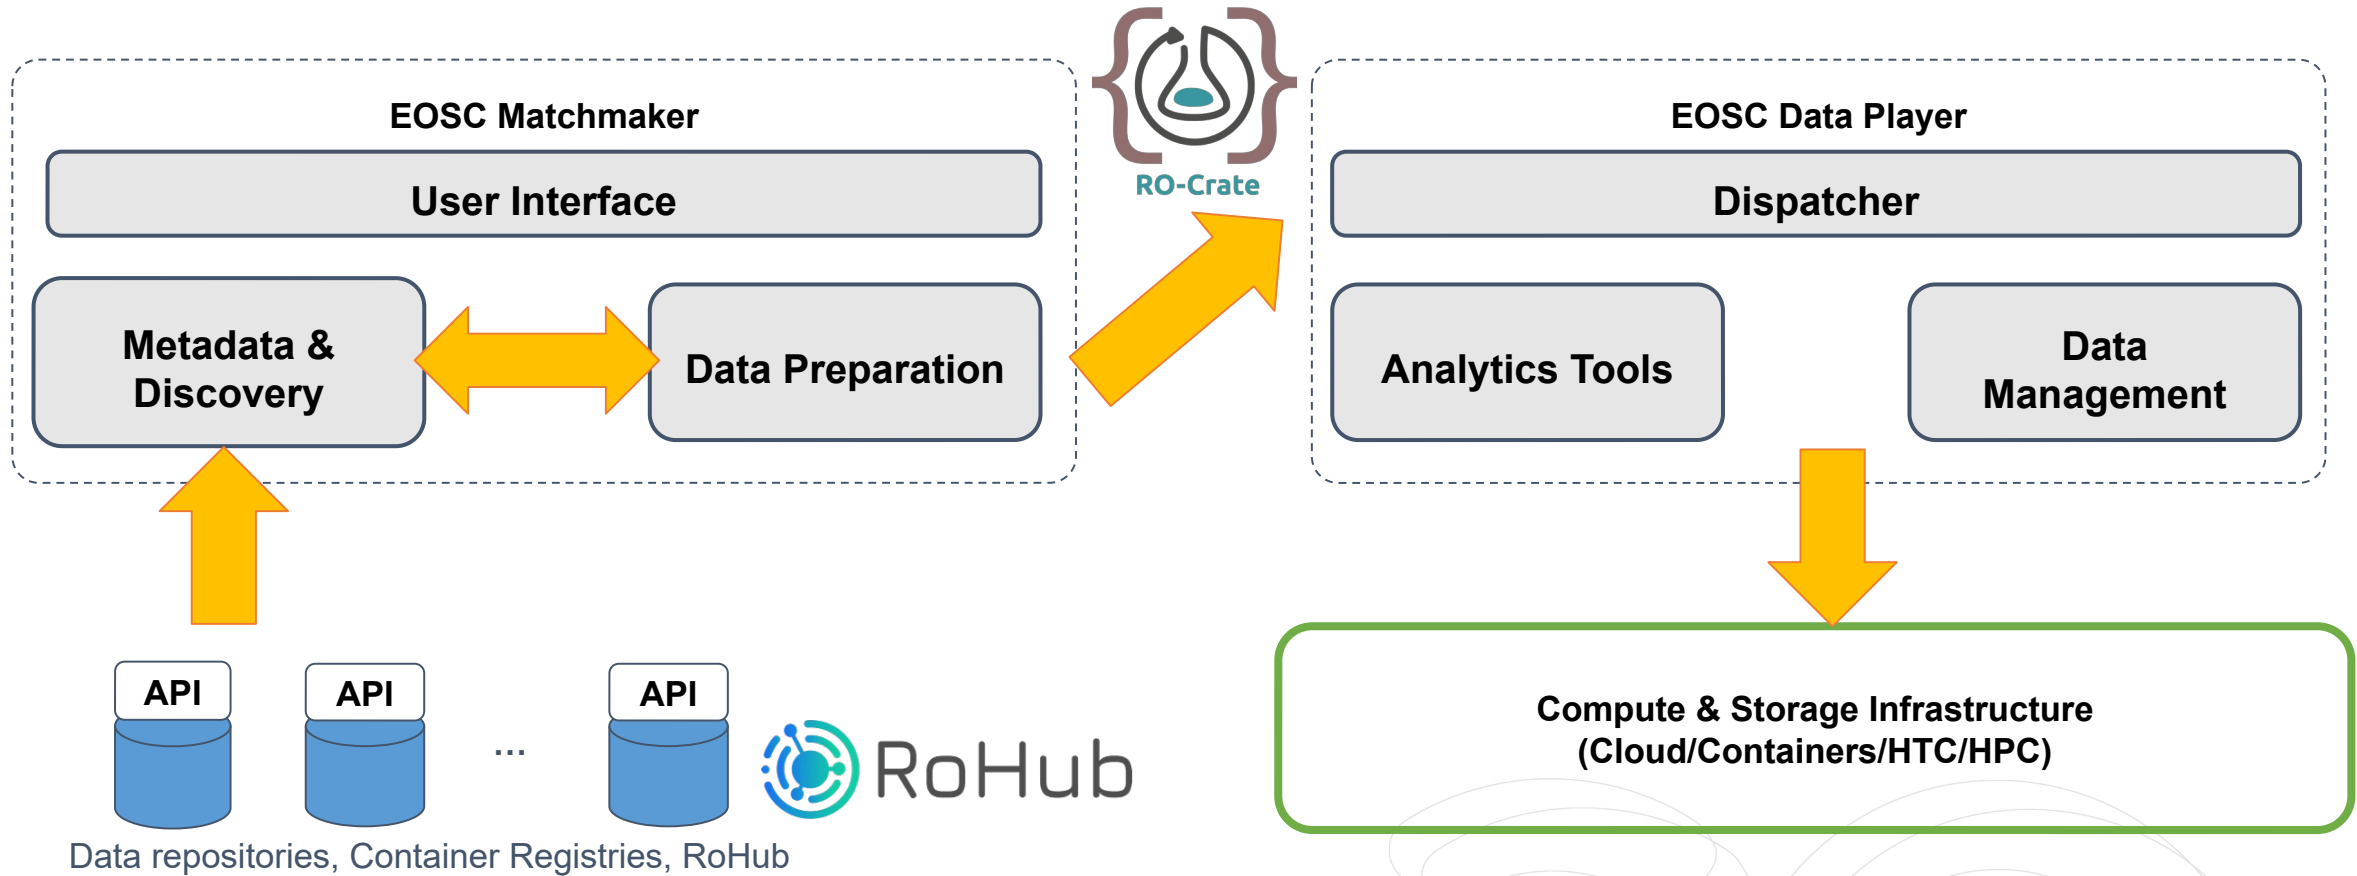 EOSC Matchmaker
User Interface
Metadata &
Discovery
Data Preparation
RO-Crate
EOSC Data Player
Dispatcher
Analytics Tools
Data
Management
API
API
...
API
RoHub
Data repositories, Container Registries, RoHub
Compute & Storage Infrastructure
(Cloud/Containers/HTC/HPC)